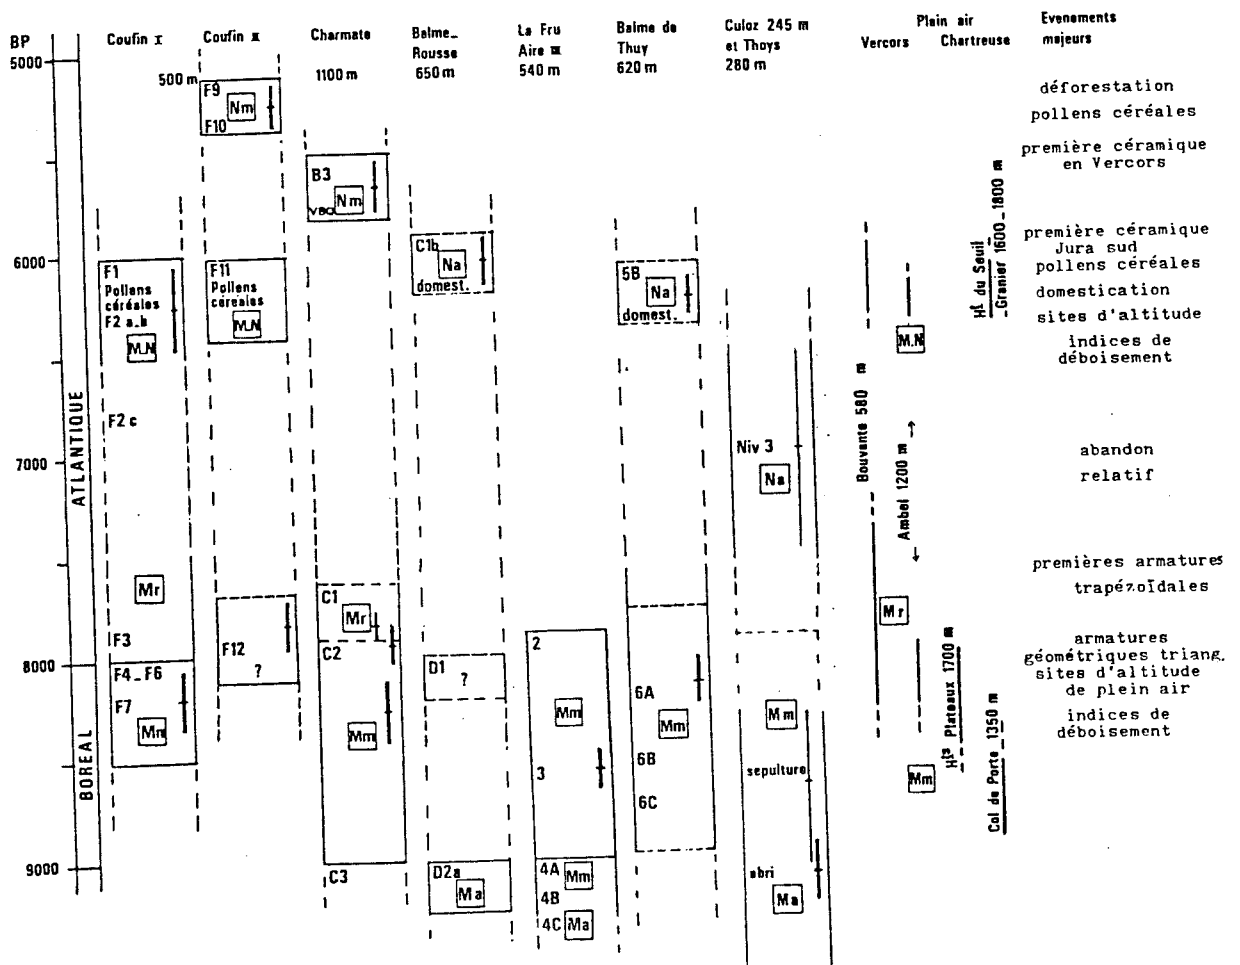 BP
Coufin I
Coufin II
Charmate
Balme_
Rousse
La Fru
Aire III
Balme de
Thuy
Culoz 245 m
et Thoys
Plein air
Vercors
Chartreuse
Evenements
majeurs
500 m
1100 m
650 m
540 m
620 m
280 m
5000
6000
7000
8000
9000
ATLANTIQUE
BOREAL
F1
Pollens
céréales
F2 a_b
M.N
F2 c
Mr
F3
F4_F6
F7
F9
Nm
F10
F11
Pollens
céreales
M.N
F12
?
B3
Nm
C1
Mr
C2
Mm
C3
C1b
Na
domest.
D1
?
D2a
Ma
2
Mm
3
4A
Mm
4B
4C
Ma
5B
Na
domest.
6A
Mm
6B
6C
Niv 3
Na
Mm
sepulture
abri
Ma
Bouvante 580 m
Mr
Ambel 1200 m
M.N
Mm
Hts Plateaux 1700 m
Col de Porte 1350 m
Ht du Seuil
_Granier 1600_1800 m
déforestation
pollens céréales
première céramique
en Vercors
première céramique
Jura sud
pollens céréales
domestication
sites d'altitude
indices de
déboisement
abandon
relatif
premières armatures
trapézoïdales
armatures
géométriques triang.
sites d'altitude
de plein air
indices de
déboisement